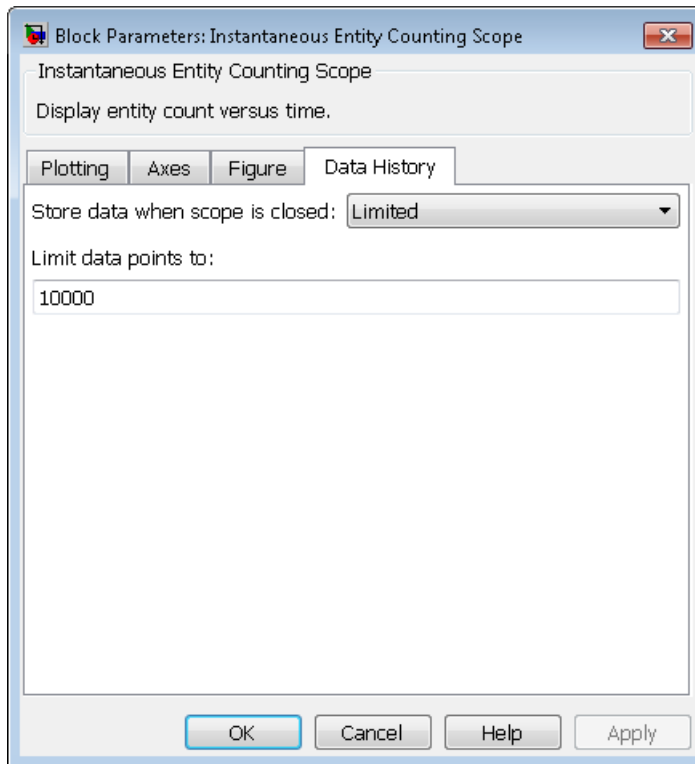 Block Parameters: Instantaneous Entity Counting Scope
Instantaneous Entity Counting Scope
Display entity count versus time.
Plotting Axes Figure Data History
Store data when scope is closed: Limited
Limit data points to:
10000
OK Cancel Help Apply